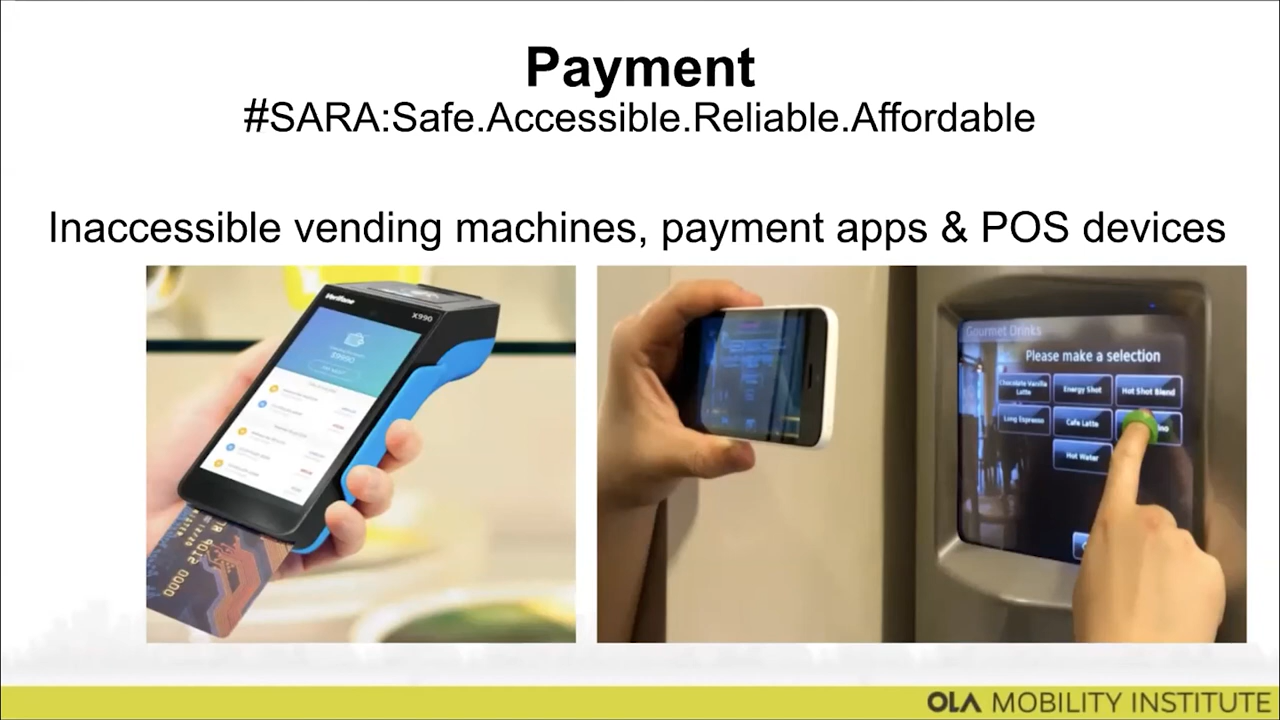 Payment
#SARA:Safe.Accessible.Reliable.Affordable
Inaccessible vending machines, payment apps & POS devices
Verifone
X990
Gourmet Drinks
Please make a selection
Chocolate Vanilla
Latte
Energy Shot
Hot Shot Blend
Long Espresso
Cafe Latte
Hot Water
OLA MOBILITY INSTITUTE